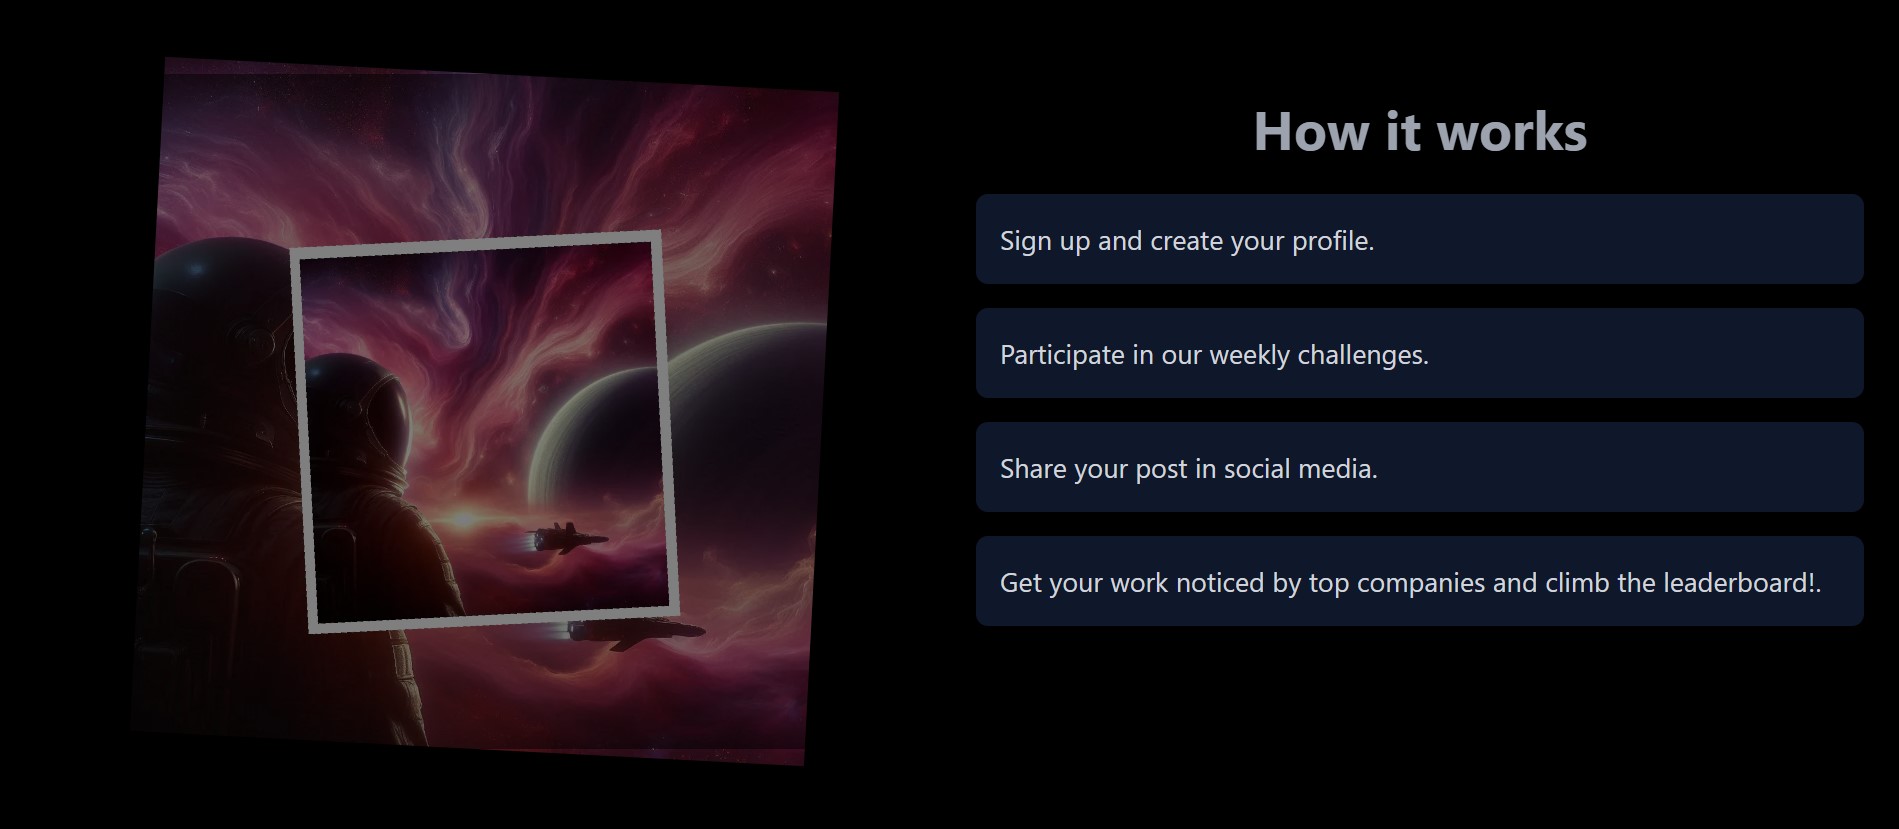 How it works
Sign up and create your profile.
Participate in our weekly challenges.
Share your post in social media.
Get your work noticed by top companies and climb the leaderboard!.